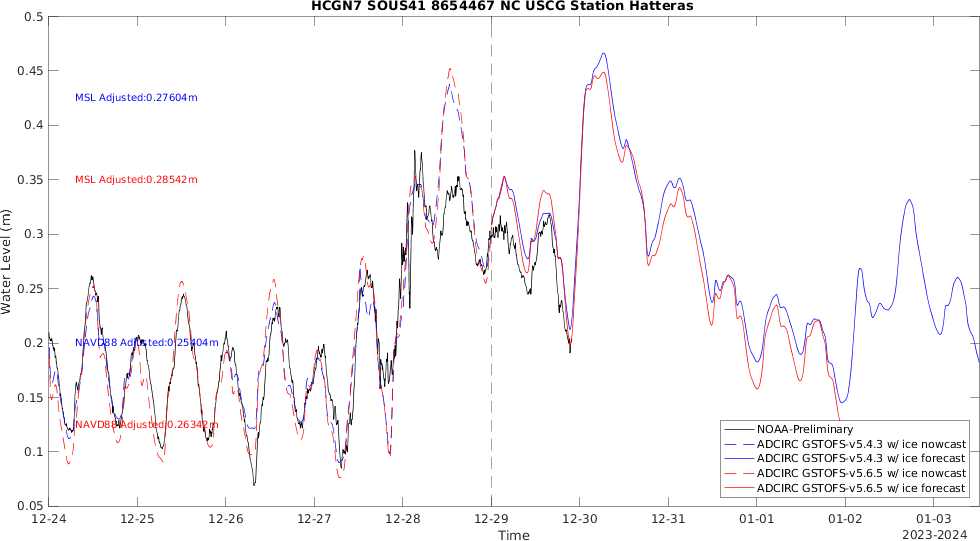 HCGN7 SOUS41 8654467 NC USCG Station Hatteras
0.5
0.45
0.4
0.35
0.3
0.25
0.2
0.15
0.1
0.05
Water Level (m)
MSL Adjusted:0.27604m
MSL Adjusted:0.28542m
NAVD88 Adjusted:0.25404m
NAVD88 Adjusted:0.26342m
NOAA-Preliminary
ADCIRC GSTOFS-v5.4.3 w/ ice nowcast
ADCIRC GSTOFS-v5.4.3 w/ ice forecast
ADCIRC GSTOFS-v5.6.5 w/ ice nowcast
ADCIRC GSTOFS-v5.6.5 w/ ice forecast
12-24 12-25 12-26 12-27 12-28 12-29 12-30 12-31 01-01 01-02 01-03
Time
2023-2024